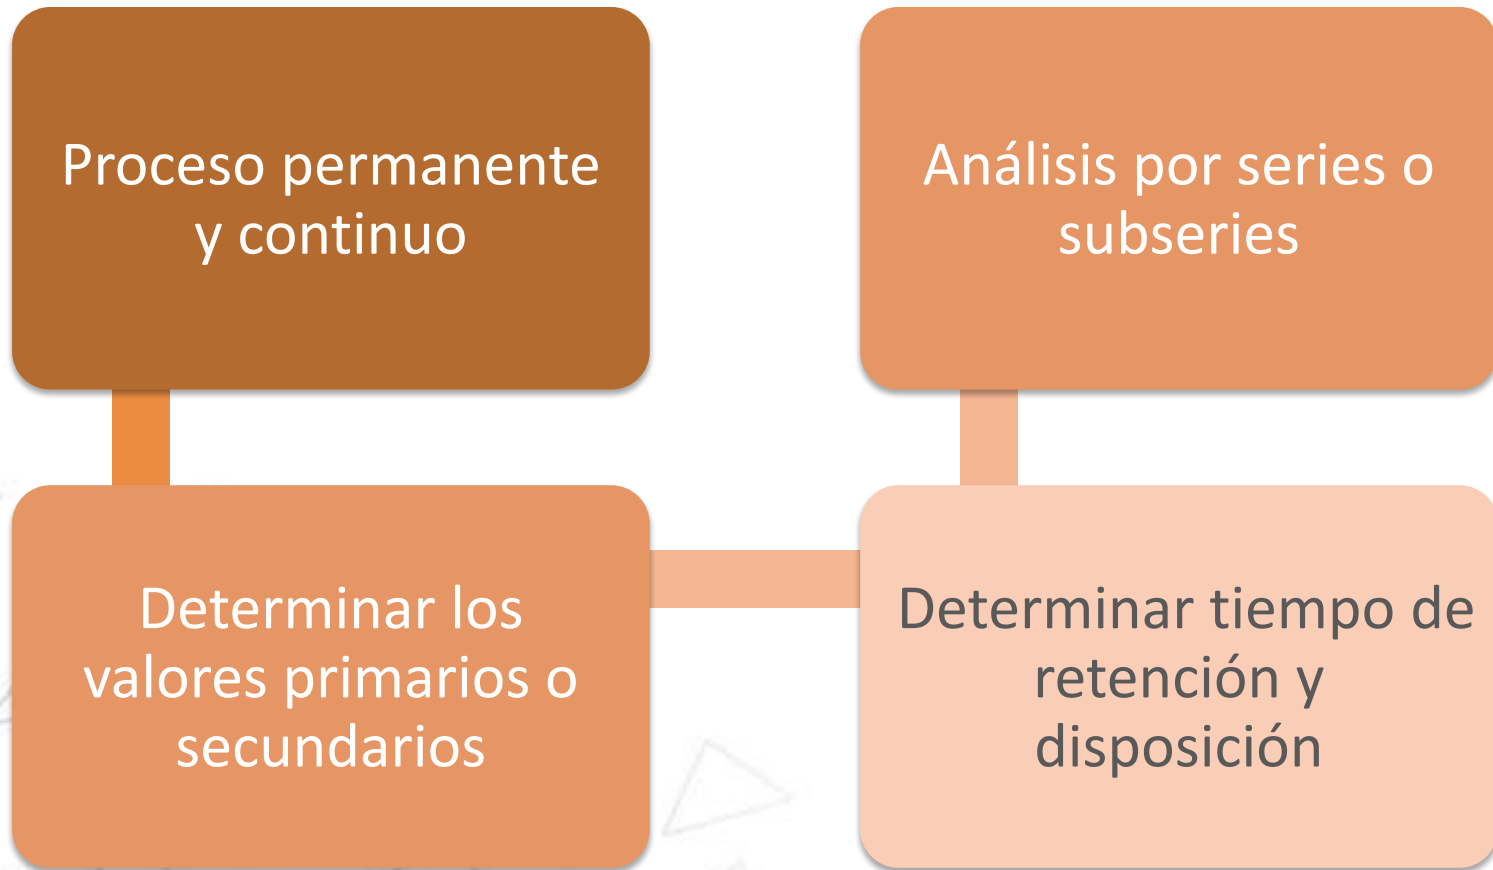 Proceso permanente
y continuo
Determinar los
valores primarios o
secundarios
Determinar tiempo de
retención y
disposición
Análisis por series o
subseries